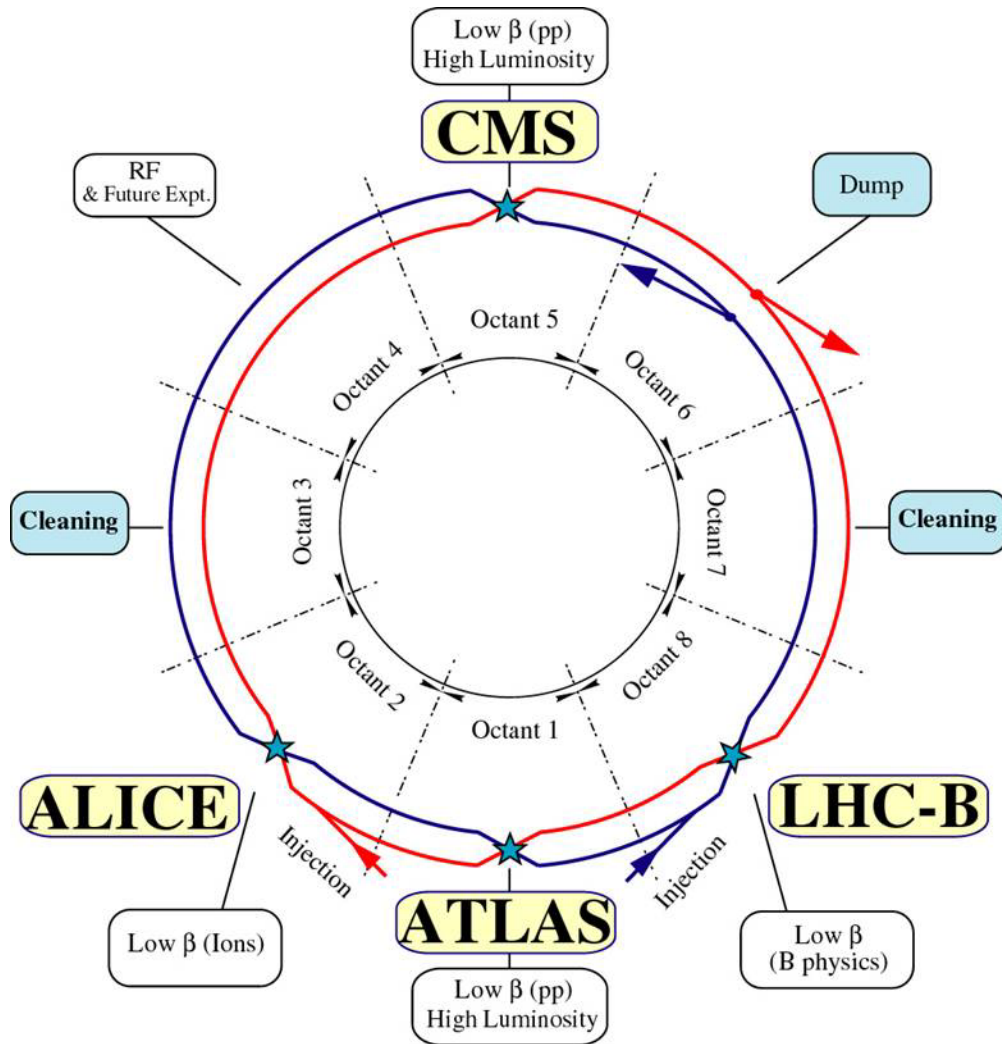 Low β (pp)
High Luminosity
CMS
RF
& Future Expt.
Dump
Octant 5
Octant 4
Octant 6
Cleaning
Octant 3
Octant 7
Cleaning
Octant 2
Octant 8
Octant 1
ALICE
LHC-B
Injection
Injection
ATLAS
Low β (Ions)
Low β
(B physics)
Low β (pp)
High Luminosity